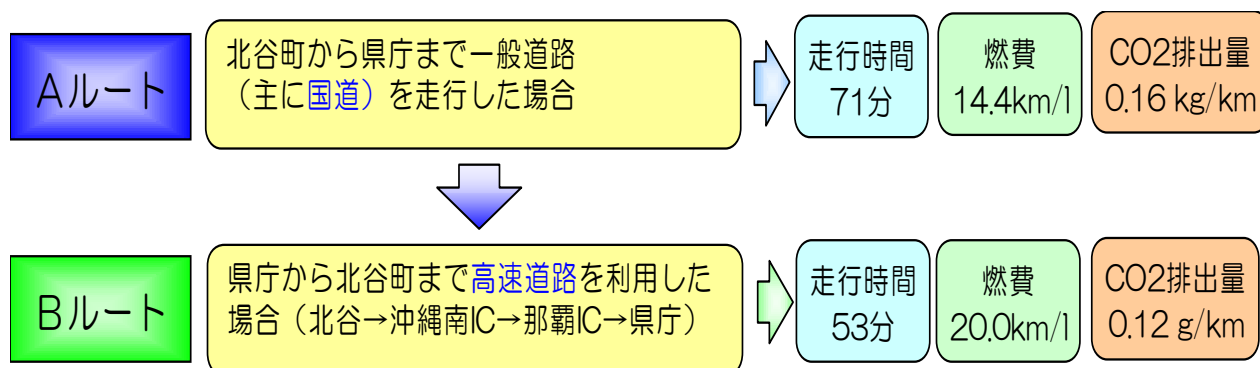 Aルート
北谷町から県庁まで一般道路
（主に国道）を走行した場合
走行時間
71分
燃費
14.4km/l
CO2排出量
0.16 kg/km
Bルート
県庁から北谷町まで高速道路を利用した
場合（北谷→沖縄南IC→那覇IC→県庁）
走行時間
53分
燃費
20.0km/l
CO2排出量
0.12 g/km